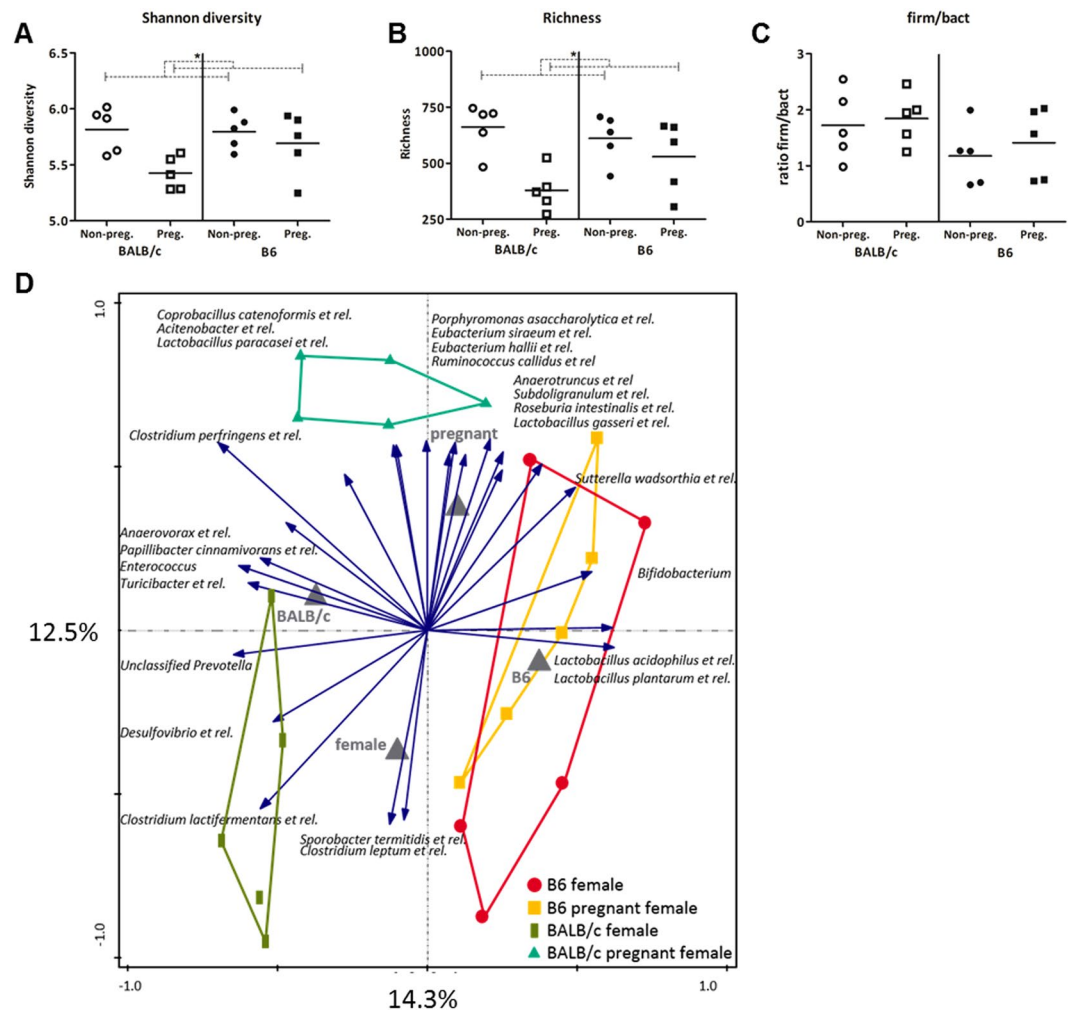 Shannon diversity
Richness
firm/bact
A
B
C
6.5
6.0
5.5
5.0
Shannon diversity
*
Non-preg. Preg. Non-preg. Preg.
BALB/c B6
1000
750
500
250
Richness
*
Non-preg. Preg. Non-preg. Preg.
BALB/c B6
3
2
1
0
ratio firm/bact
Non-preg. Preg. Non-preg. Preg.
BALB/c B6
D
1.0
Coprobacillus catenoformis et rel.
Acitenobacter et rel.
Lactobacillus paracasei et rel.
Porphyromonas asaccharolytica et rel.
Eubacterium siraeum et rel.
Eubacterium hallii et rel.
Ruminococcus callidus et rel
Anaerotruncus et rel
Subdoligranulum et rel.
Roseburia intestinalis et rel.
Lactobacillus gasseri et rel.
Clostridium perfringens et rel.
pregnant
Sutterella wadsorthia et rel.
Anaerovorax et rel.
Papillibacter cinnamivorans et rel.
Enterococcus
Turicibacter et rel.
Bifidobacterium
BALB/c
12.5%
Unclassified Prevotella
Lactobacillus acidophilus et rel.
B6
Lactobacillus plantarum et rel.
Desulfovibrio et rel.
female
Clostridium lactifermentans et rel.
Sporobacter termitidis et rel.
Clostridium leptum et rel.
B6 female
B6 pregnant female
BALB/c female
BALB/c pregnant female
-1.0
-1.0
1.0
14.3%